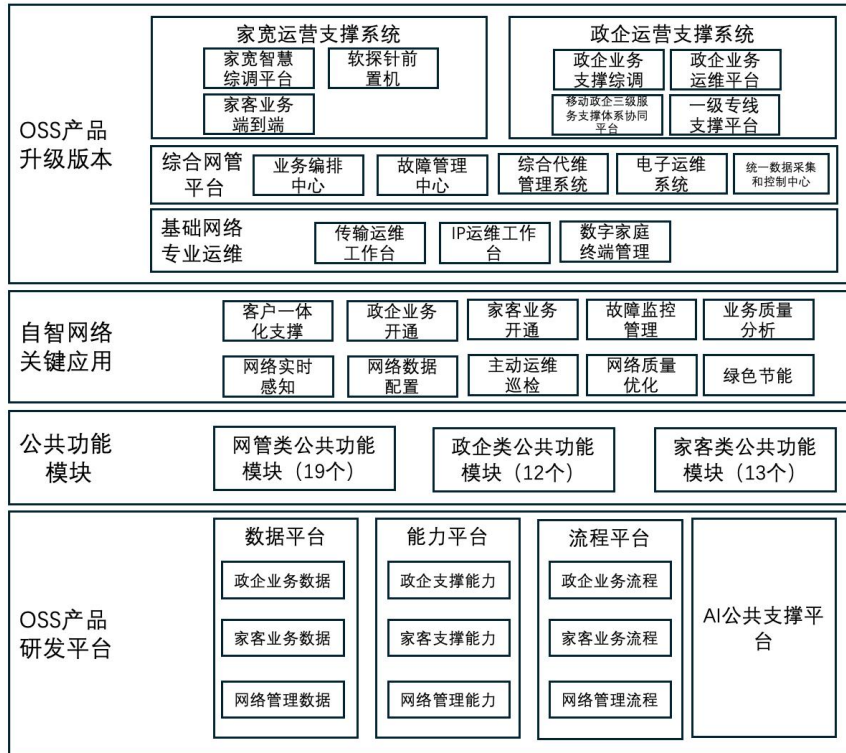 OSS产品
升级版本
家宽运营支撑系统
家宽智慧
综调平台
软探针前
置机
家客业务
端到端
政企运营支撑系统
政企业务
支撑综调
政企业务
运维平台
移动政企三级服
务支撑体系协同
平台
一级专线
支撑平台
综合网管
平台
业务编排
中心
故障管理
中心
综合代维
管理系统
电子运维
系统
统一数据采集
和控制中心
基础网络
专业运维
传输运维
工作台
IP运维工作
台
数字家庭
终端管理
自智网络
关键应用
客户一体
化支撑
政企业务
开通
家客业务
开通
故障监控
管理
业务质量
分析
网络实时
感知
网络数据
配置
主动运维
巡检
网络质量
优化
绿色节能
公共功能
模块
网管类公共功能
模块（19个）
政企类公共功能
模块（12个）
家客类公共功能
模块（13个）
OSS产品
研发平台
数据平台
政企业务数据
家客业务数据
网络管理数据
能力平台
政企支撑能力
家客支撑能力
网络管理能力
流程平台
政企业务流程
家客业务流程
网络管理流程
AI公共支撑平
台